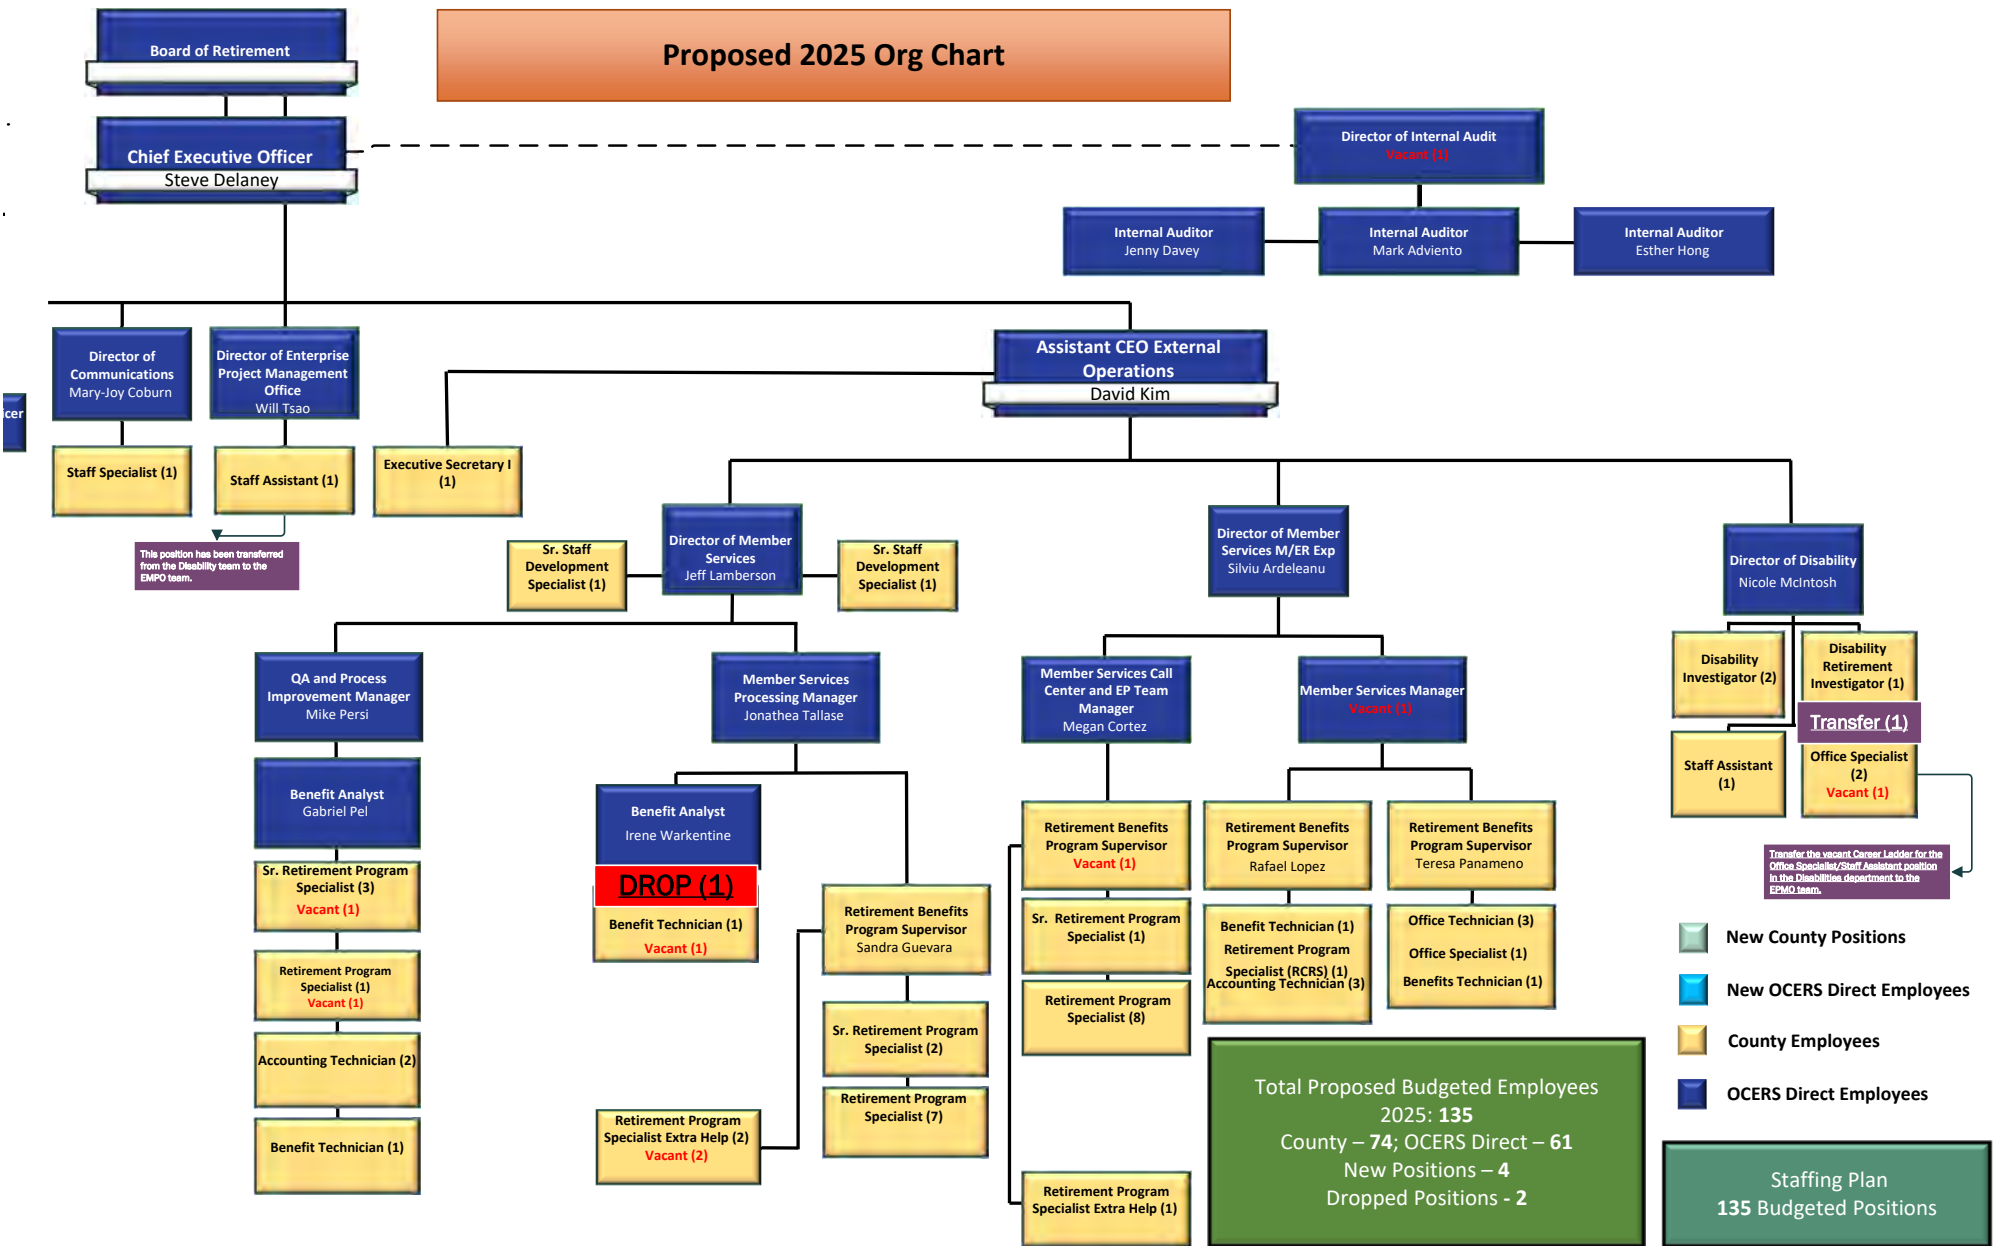 Proposed 2025 Org Chart
Board of Retirement
Chief Executive Officer
Steve Delaney
Director of Internal Audit
Vacant (1)
Internal Auditor
Jenny Davey
Internal Auditor
Mark Adviento
Internal Auditor
Esther Hong
icer
Director of
Communications
Mary-Joy Coburn
Director of Enterprise
Project Management
Office
Will Tsao
Assistant CEO External
Operations
David Kim
Staff Specialist (1)
Staff Assistant (1)
Executive Secretary I
(1)
This position has been transferred
from the Disability team to the
EMPO team.
Sr. Staff
Development
Specialist (1)
Director of Member
Services
Jeff Lamberson
Sr. Staff
Development
Specialist (1)
Director of Member
Services M/ER Exp
Silviu Ardeleanu
Director of Disability
Nicole McIntosh
QA and Process
Improvement Manager
Mike Persi
Member Services
Processing Manager
Jonathea Tallase
Member Services Call
Center and EP Team
Manager
Megan Cortez
Member Services Manager
Vacant (1)
Disability
Investigator (2)
Disability
Retirement
Investigator (1)
Transfer (1)
Staff Assistant
(1)
Office Specialist
(2)
Vacant (1)
Transfer the vacant Career Ladder for the
Office Specialist/Staff Assistant position
in the Disabilities department to the
EPMO team.
Benefit Analyst
Gabriel Pel
Sr. Retirement Program
Specialist (3)
Vacant (1)
Retirement Program
Specialist (1)
Vacant (1)
Accounting Technician (2)
Benefit Technician (1)
Benefit Analyst
Irene Warkentine
DROP (1)
Benefit Technician (1)
Vacant (1)
Retirement Benefits
Program Supervisor
Sandra Guevara
Sr. Retirement Program
Specialist (2)
Retirement Program
Specialist (7)
Retirement Program
Specialist Extra Help (2)
Vacant (2)
Retirement Benefits
Program Supervisor
Vacant (1)
Sr. Retirement Program
Specialist (1)
Retirement Program
Specialist (8)
Retirement Program
Specialist Extra Help (1)
Retirement Benefits
Program Supervisor
Rafael Lopez
Benefit Technician (1)
Retirement Program
Specialist (RCRS) (1)
Accounting Technician (3)
Retirement Benefits
Program Supervisor
Teresa Panameno
Office Technician (3)
Office Specialist (1)
Benefits Technician (1)
New County Positions
New OCERS Direct Employees
County Employees
OCERS Direct Employees
Total Proposed Budgeted Employees
2025: 135
County – 74; OCERS Direct – 61
New Positions – 4
Dropped Positions - 2
Staffing Plan
135 Budgeted Positions